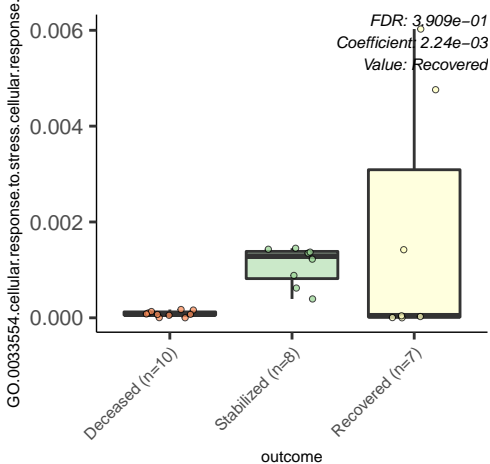 FDR: 3.909e−01
Coefficient: 2.24e−03
Value: Recovered
GO.0033554.cellular.response.to.stress.cellular.response.
0.006
0.004
0.002
0.000
Deceased (n=10)
Stabilized (n=8)
Recovered (n=7)
outcome